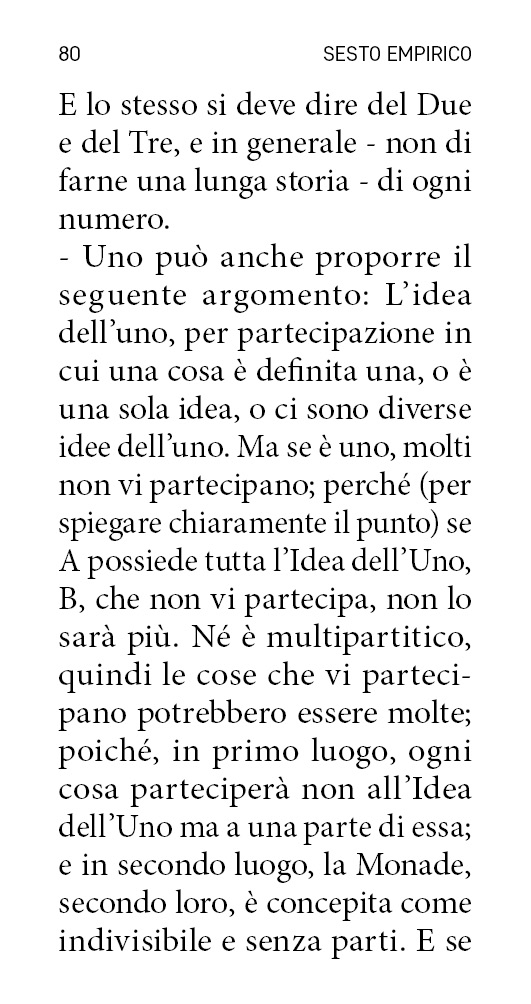 80 SESTO EMPIRICO
E lo stesso si deve dire del Due
e del Tre, e in generale - non di
farne una lunga storia - di ogni
numero.
- Uno può anche proporre il
seguente argomento: L’idea
dell’uno, per partecipazione in
cui una cosa è definita una, o è
una sola idea, o ci sono diverse
idee dell’uno. Ma se è uno, molti
non vi partecipano; perché (per
spiegare chiaramente il punto) se
A possiede tutta l’Idea dell’Uno,
B, che non vi partecipa, non lo
sarà più. Né è multipartitico,
quindi le cose che vi parteci-
pano potrebbero essere molte;
poiché, in primo luogo, ogni
cosa parteciperà non all’Idea
dell’Uno ma a una parte di essa;
e in secondo luogo, la Monade,
secondo loro, è concepita come
indivisibile e senza parti. E se